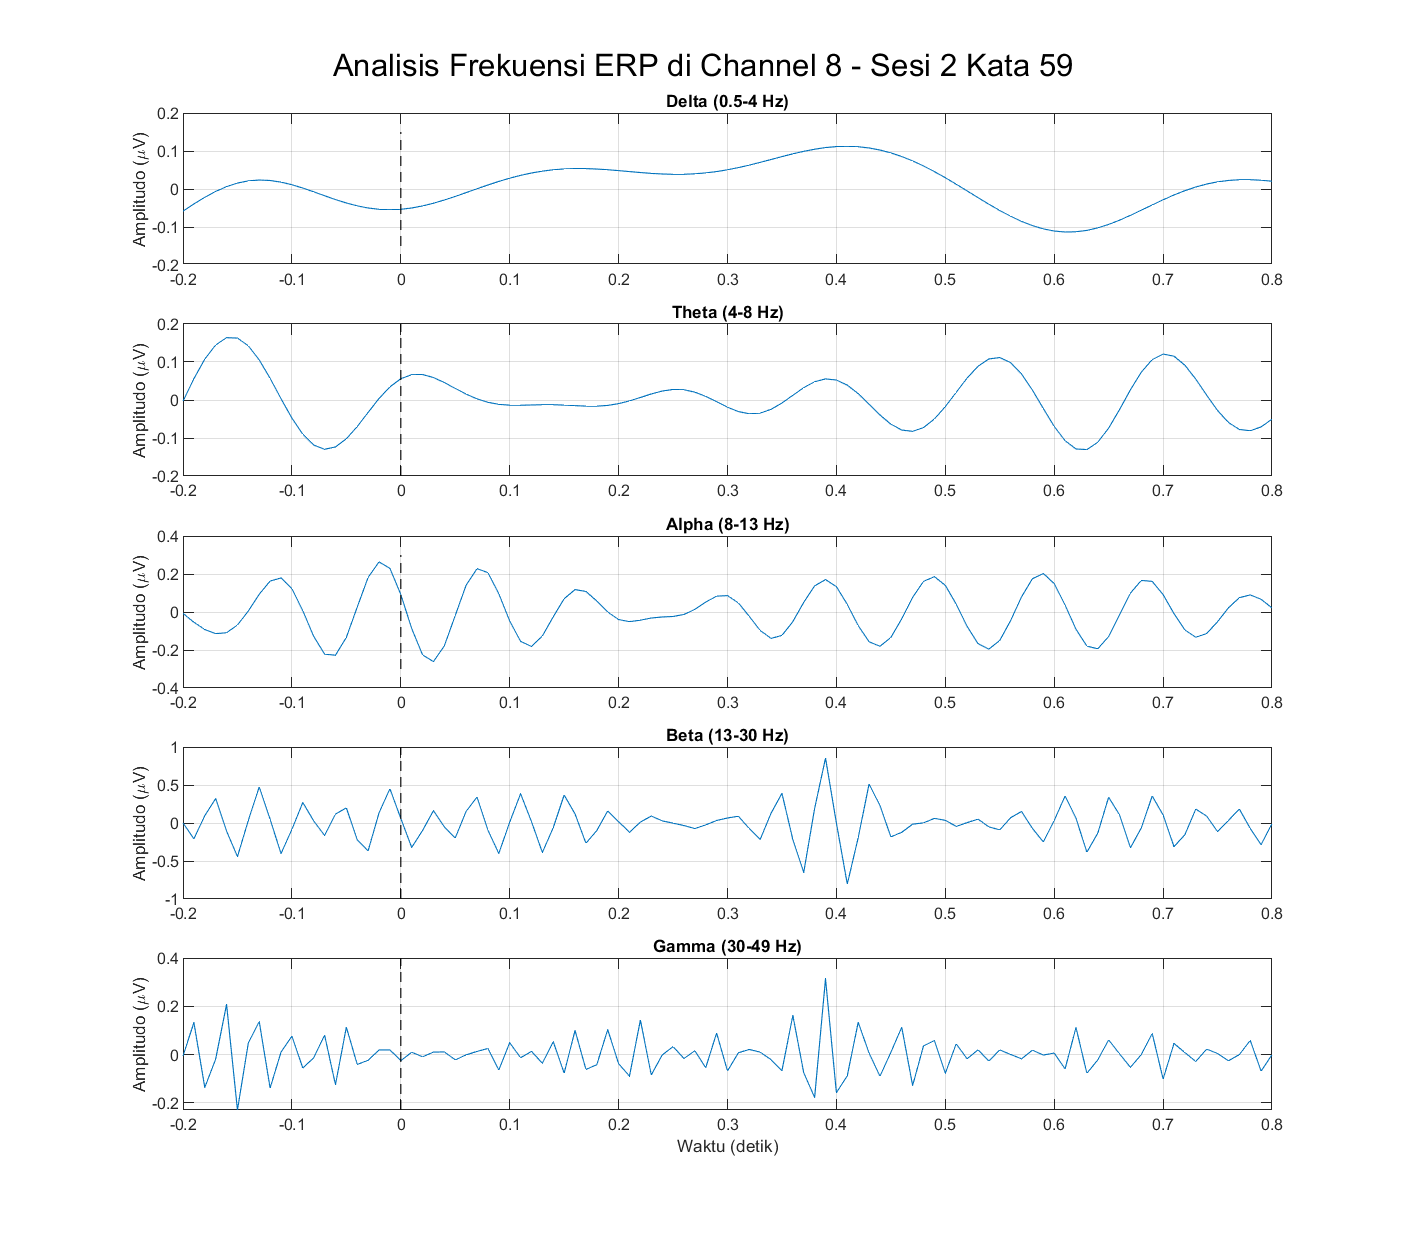 Analisis Frekuensi ERP di Channel 8 - Sesi 2 Kata 59
Delta (0.5-4 Hz)
Amplitudo (μV)
0.2
0.1
0
-0.1
-0.2
-0.2 -0.1 0 0.1 0.2 0.3 0.4 0.5 0.6 0.7 0.8
Theta (4-8 Hz)
Amplitudo (μV)
0.2
0.1
0
-0.1
-0.2
-0.2 -0.1 0 0.1 0.2 0.3 0.4 0.5 0.6 0.7 0.8
Alpha (8-13 Hz)
Amplitudo (μV)
0.4
0.2
0
-0.2
-0.4
-0.2 -0.1 0 0.1 0.2 0.3 0.4 0.5 0.6 0.7 0.8
Beta (13-30 Hz)
Amplitudo (μV)
1
0.5
0
-0.5
-1
-0.2 -0.1 0 0.1 0.2 0.3 0.4 0.5 0.6 0.7 0.8
Gamma (30-49 Hz)
Amplitudo (μV)
0.4
0.2
0
-0.2
-0.2 -0.1 0 0.1 0.2 0.3 0.4 0.5 0.6 0.7 0.8
Waktu (detik)